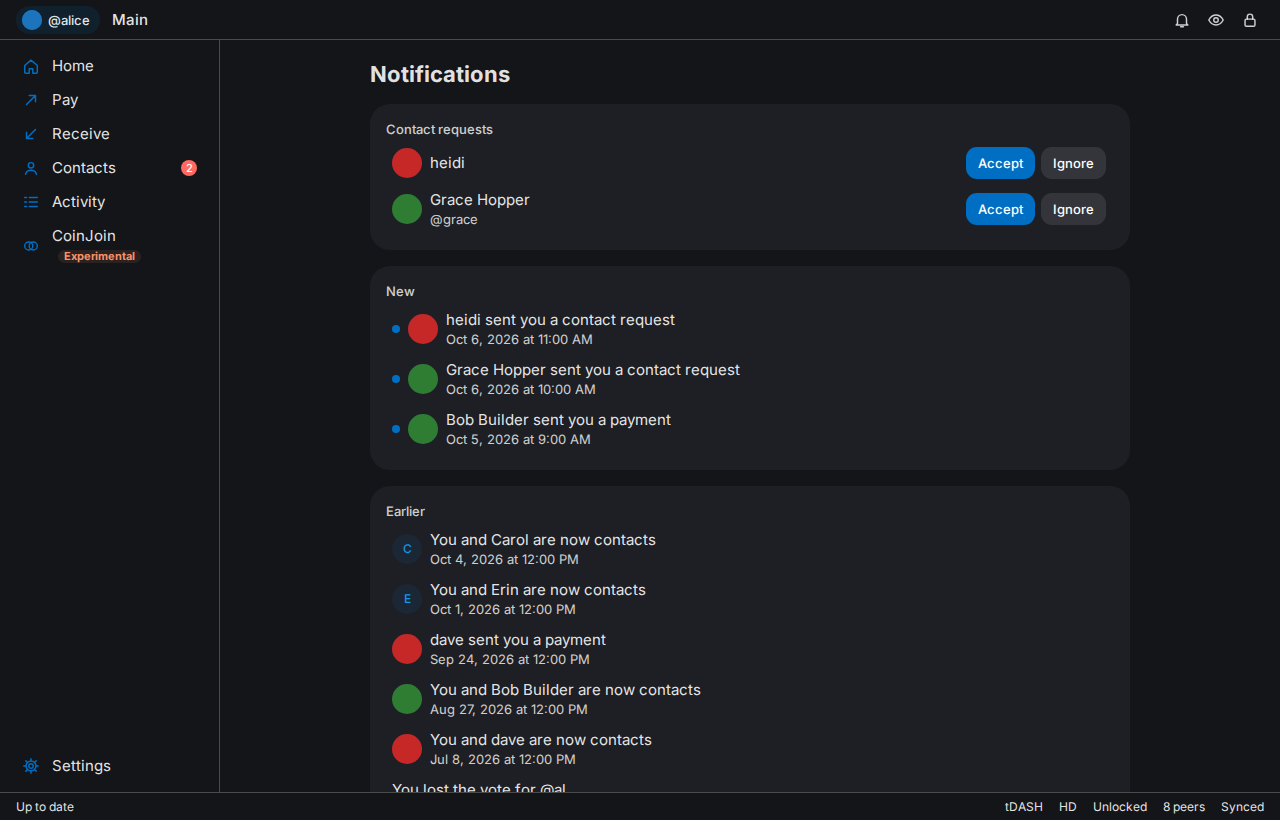 @alice Main
Home
Pay
Receive
Contacts 2
Activity
CoinJoin
Experimental
Settings
Notifications
Contact requests
heidi Accept Ignore
Grace Hopper
@grace Accept Ignore
New
heidi sent you a contact request
Oct 6, 2026 at 11:00 AM
Grace Hopper sent you a contact request
Oct 6, 2026 at 10:00 AM
Bob Builder sent you a payment
Oct 5, 2026 at 9:00 AM
Earlier
C You and Carol are now contacts
Oct 4, 2026 at 12:00 PM
E You and Erin are now contacts
Oct 1, 2026 at 12:00 PM
dave sent you a payment
Sep 24, 2026 at 12:00 PM
You and Bob Builder are now contacts
Aug 27, 2026 at 12:00 PM
You and dave are now contacts
Jul 8, 2026 at 12:00 PM
You lost the vote for @al
Up to date tDASH HD Unlocked 8 peers Synced